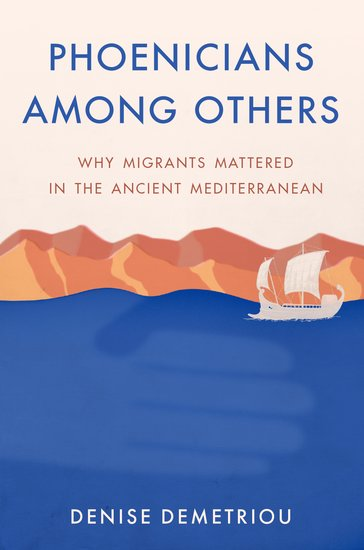 PHOENICIANS
AMONG OTHERS
WHY MIGRANTS MATTERED
IN THE ANCIENT MEDITERRANEAN
DENISE DEMETRIOU